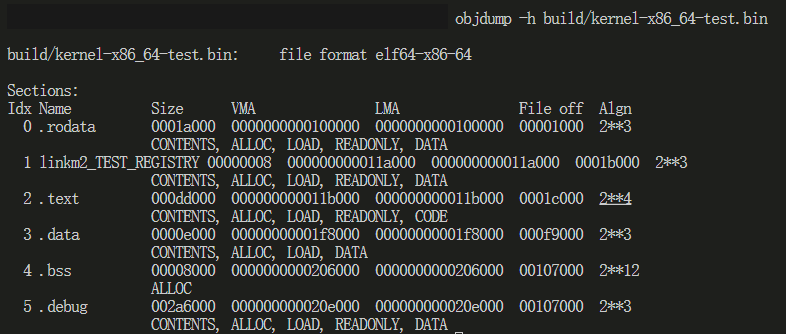 objdump -h build/kernel-x86_64-test.bin
build/kernel-x86_64-test.bin:     file format elf64-x86-64
Sections:
Idx Name          Size      VMA               LMA               File off  Algn
  0 .rodata       0001a000  0000000000100000  0000000000100000  00001000  2**3
                  CONTENTS, ALLOC, LOAD, READONLY, DATA
  1 linkm2_TEST_REGISTRY 00000008  000000000011a000  000000000011a000  0001b000  2**3
                  CONTENTS, ALLOC, LOAD, READONLY, DATA
  2 .text         000dd000  000000000011b000  000000000011b000  0001c000  2**4
                  CONTENTS, ALLOC, LOAD, READONLY, CODE
  3 .data         0000e000  00000000001f8000  00000000001f8000  000f9000  2**3
                  CONTENTS, ALLOC, LOAD, DATA
  4 .bss          00008000  0000000000206000  0000000000206000  00107000  2**12
                  ALLOC
  5 .debug        002a6000  000000000020e000  000000000020e000  00107000  2**3
                  CONTENTS, ALLOC, LOAD, READONLY, DATA